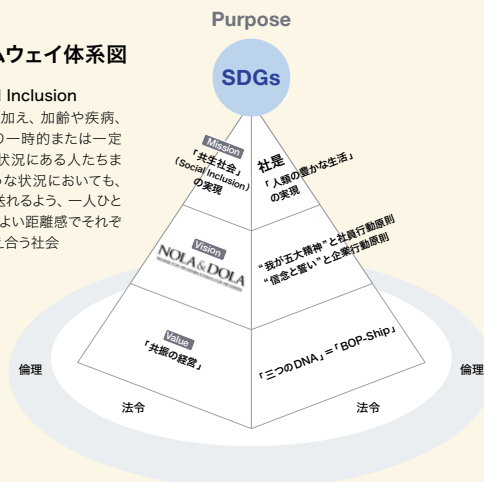 Purpose
ムウェイ体系図
SDGs
l Inclusion
加え、加齢や疾病、
り一時的または一定
状況にある人たちま
うな状況においても、
送れるよう、一人ひと
よい距離感でそれぞ
え合う社会
Mission
「共生社会」
(Social Inclusion)
の実現
社是
「人類の豊かな生活」
の実現
Vision
NOLA&DOLA
“我が五大精神”と社員行動原則
“信念と誓い”と企業行動原則
Value
「共振の経営」
「三つのDNA」=「BOP-Ship」
倫理
倫理
法令
法令